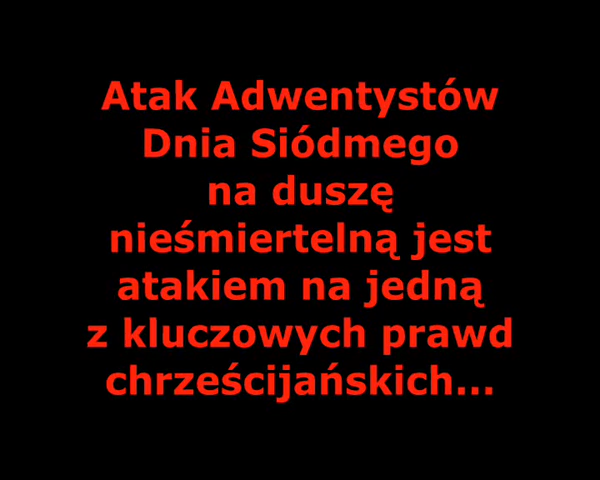 Atak Adwentystów
Dnia Siódmego
na duszę
nieśmiertelną jest
atakiem na jedną
z kluczowych prawd
chrześcijańskich...